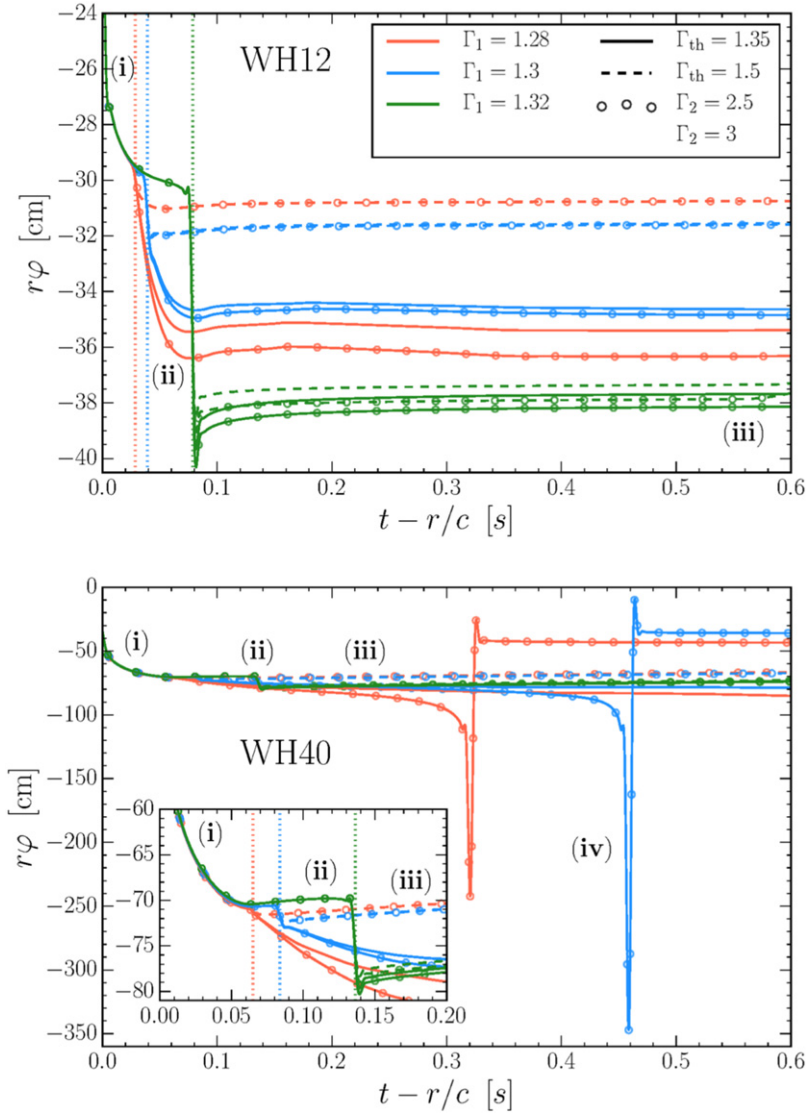 −24
−26
−28
−30
−32
−34
−36
−38
−40
rφ [cm]
(i)
WH12
Γ₁ = 1.28
Γ₁ = 1.3
Γ₁ = 1.32
Γth = 1.35
Γth = 1.5
Γ₂ = 2.5
Γ₂ = 3
(ii)
(iii)
0.0 0.1 0.2 0.3 0.4 0.5 0.6
t − r/c [s]
0
−50
−100
−150
−200
−250
−300
−350
rφ [cm]
(i)
(ii)
(iii)
WH40
(iv)
−60
−65
−70
−75
−80
(i)
(ii)
(iii)
0.00 0.05 0.10 0.15 0.20
0.0 0.1 0.2 0.3 0.4 0.5 0.6
t − r/c [s]